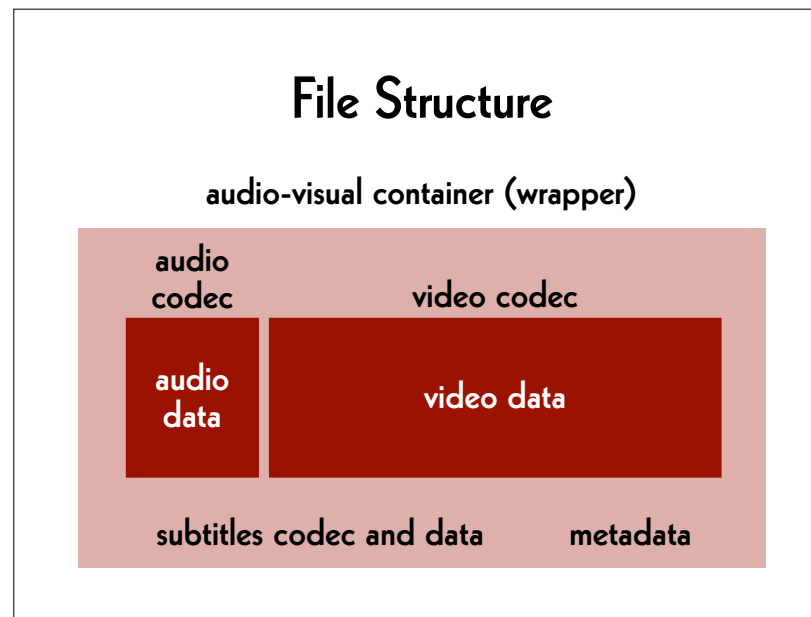 File Structure
audio-visual container (wrapper)
audio
codec
video codec
audio
data
video data
subtitles codec and data
metadata